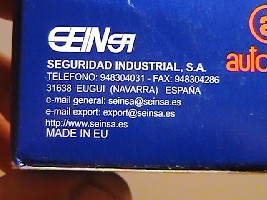 SEINSA
SEGURIDAD INDUSTRIAL, S.A.
TELEFONO: 948304031 - FAX: 948304286
31638 EUGUI (NAVARRA) ESPAÑA
e-mail general: seinsa@seinsa.es
e-mail export: export@seinsa.es
http://www.seinsa.es
MADE IN EU